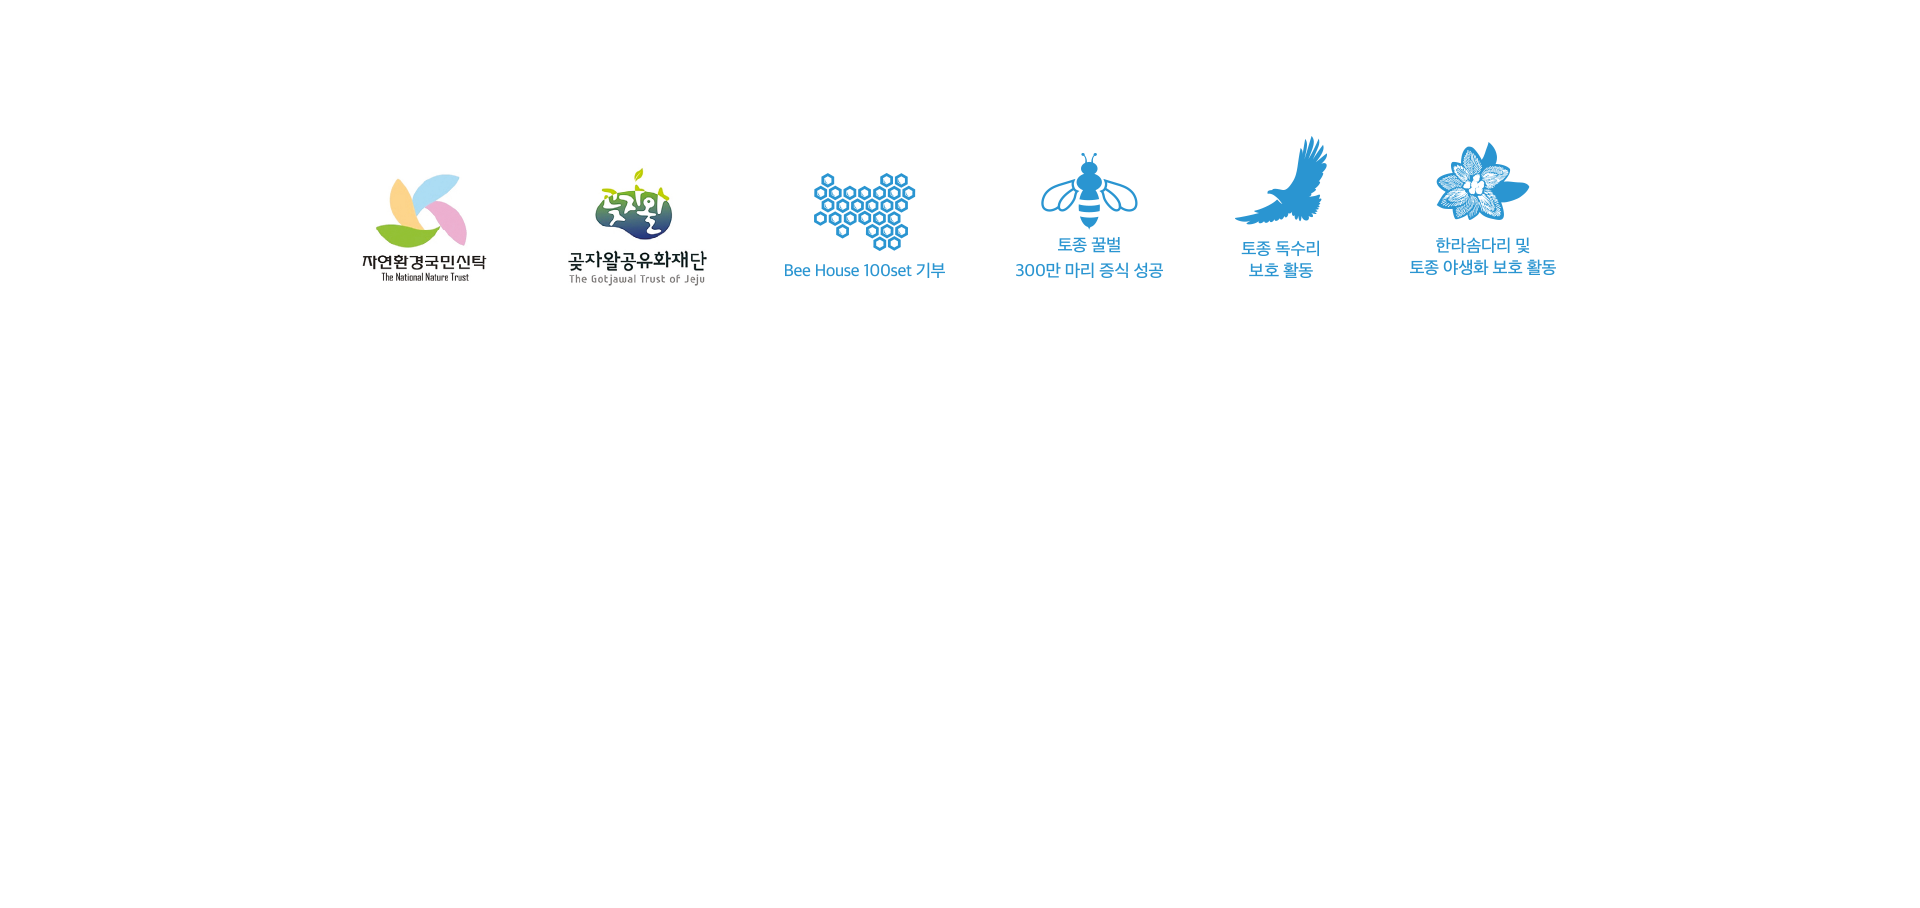 자연환경국민신탁
The National Nature Trust
곶자왈
곶자왈공유화재단
The Gotjawal Trust of Jeju
Bee House 100set 기부
토종 꿀벌
300만 마리 증식 성공
토종 독수리
보호 활동
한라솜다리 및
토종 야생화 보호 활동